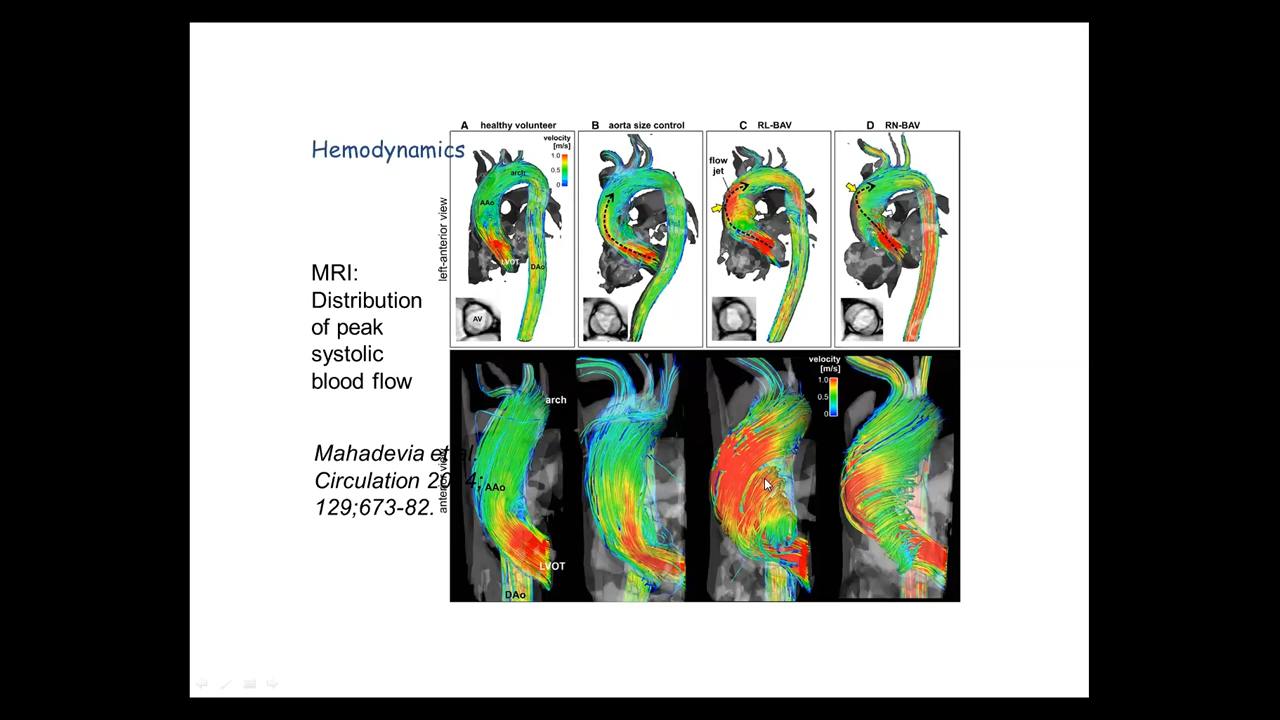 Hemodynamics
MRI:
Distribution
of peak
systolic
blood flow
Mahadevia et al.
Circulation 2014;
129;673-82.
A healthy volunteer
B aorta size control
C RL-BAV
D RN-BAV
left-anterior view
velocity
[m/s]
1.0
0.5
0
arch
AAo
LVOT
DAo
AV
flow
jet
anterior view
arch
AAo
LVOT
DAo
velocity
[m/s]
1.0
0.5
0